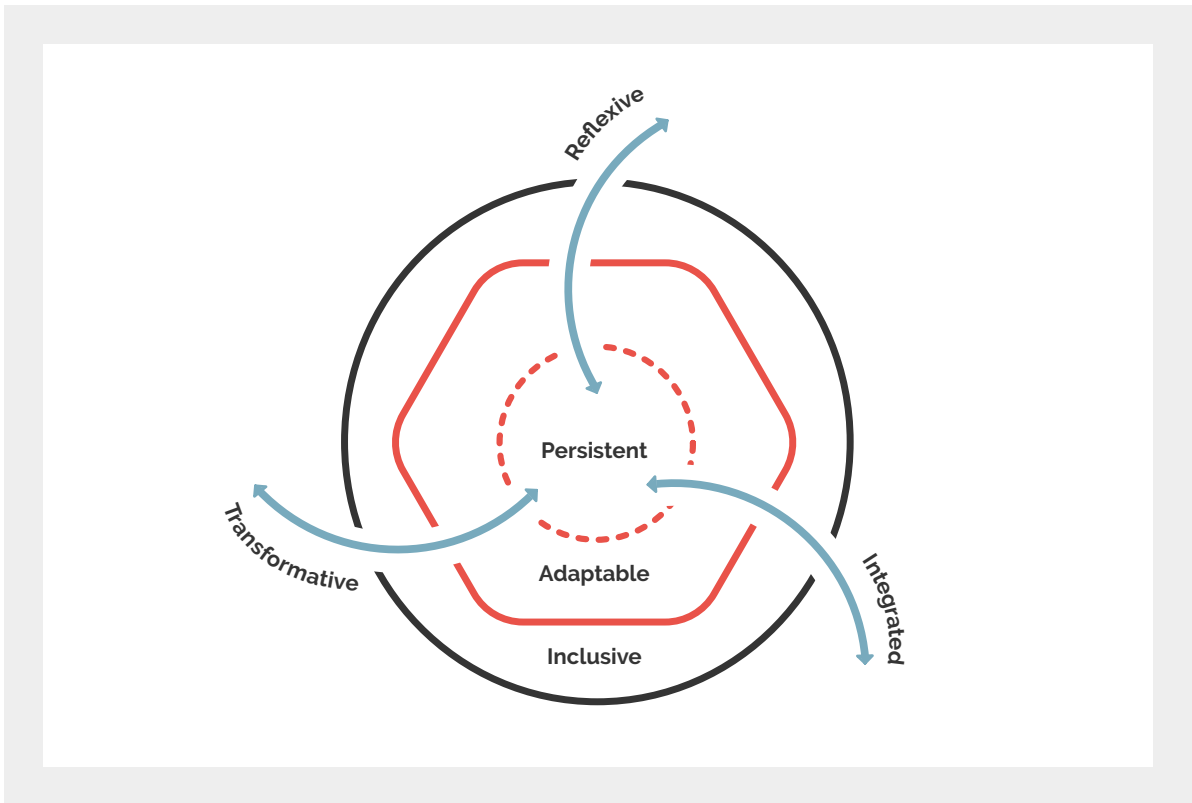 Reflexive
Persistent
Transformative
Adaptable
Integrated
Inclusive